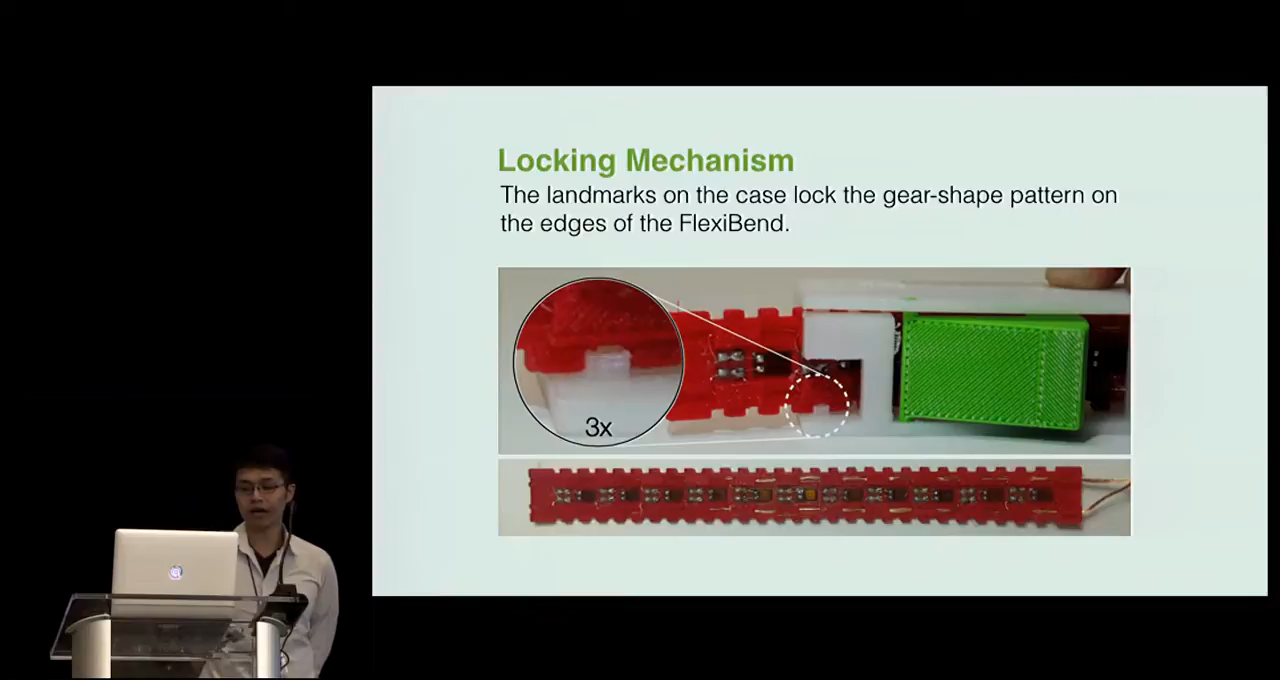 Locking Mechanism
The landmarks on the case lock the gear-shape pattern on
the edges of the FlexiBend.
3x